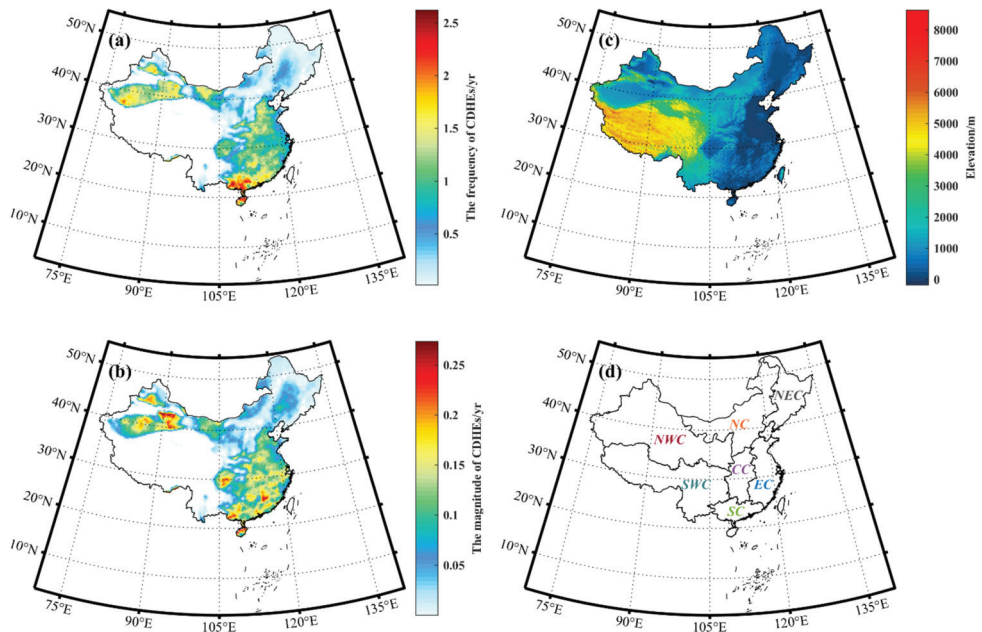 (a)
50°N
40°N
30°N
20°N
10°N
75°E
90°E
105°E
120°E
135°E
2.5
2
1.5
1
0.5
The frequency of CDHEs/yr
(c)
50°N
40°N
30°N
20°N
10°N
75°E
90°E
105°E
120°E
135°E
8000
7000
6000
5000
4000
3000
2000
1000
0
Elevation/m
(b)
50°N
40°N
30°N
20°N
10°N
75°E
90°E
105°E
120°E
135°E
0.25
0.2
0.15
0.1
0.05
The magnitude of CDHEs/yr
(d)
50°N
40°N
30°N
20°N
10°N
75°E
90°E
105°E
120°E
135°E
NEC
NC
NWC
CC
SWC
EC
SC